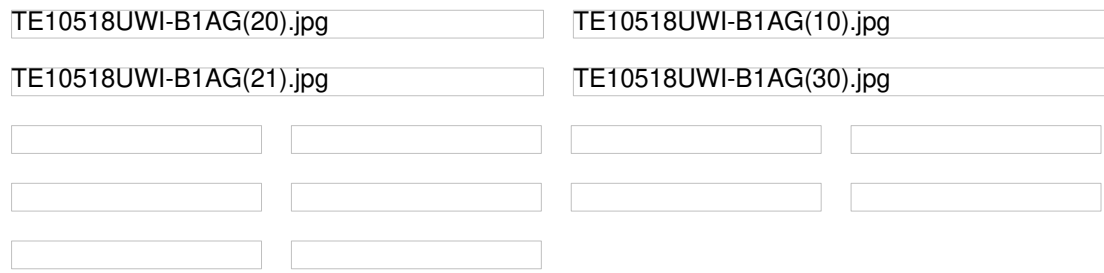 TE10518UWI-B1AG(20).jpg
TE10518UWI-B1AG(10).jpg
TE10518UWI-B1AG(21).jpg
TE10518UWI-B1AG(30).jpg